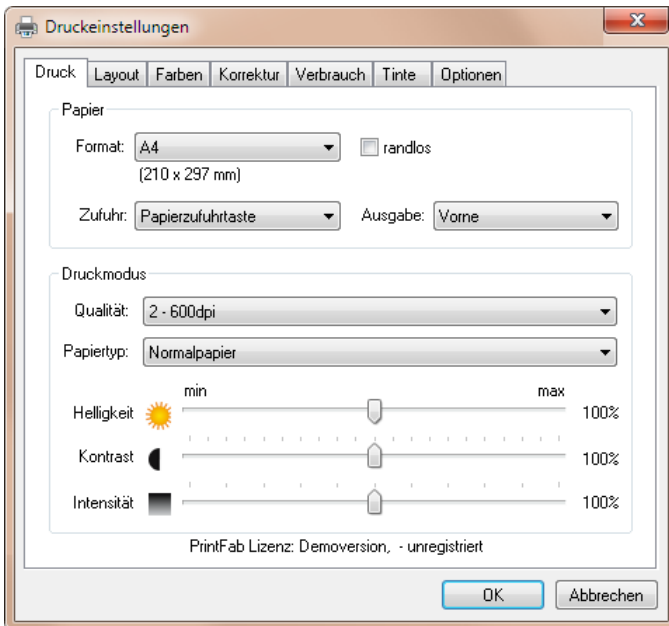 Druckeinstellungen
x
Druck Layout Farben Korrektur Verbrauch Tinte Optionen
Papier
Format: A4 randlos
(210 x 297 mm)
Zufuhr: Papierzufuhrtaste Ausgabe: Vorne
Druckmodus
Qualität: 2 - 600dpi
Papiertyp: Normalpapier
min max
Helligkeit 100%
Kontrast 100%
Intensität 100%
PrintFab Lizenz: Demoversion, - unregistriert
OK Abbrechen